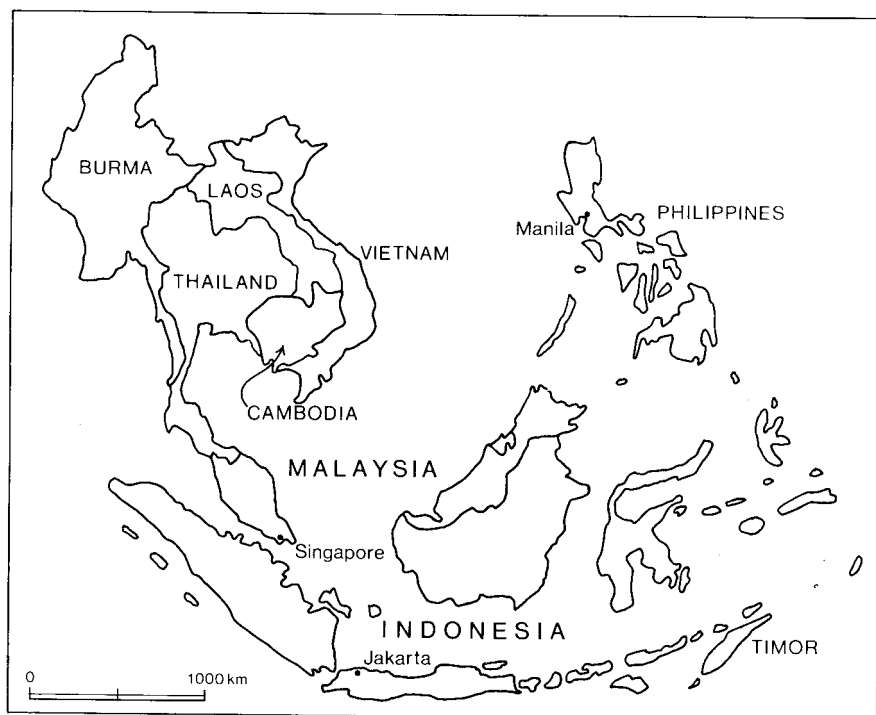 BURMA
LAOS
PHILIPPINES
Manila
VIETNAM
THAILAND
CAMBODIA
MALAYSIA
Singapore
INDONESIA
TIMOR
Jakarta
0 1000 km